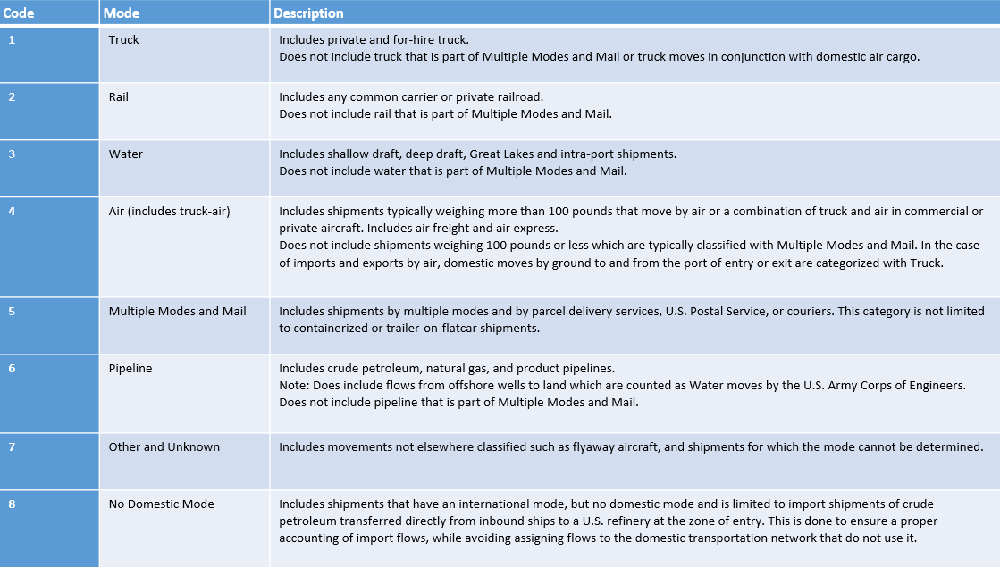 Code Mode Description
1 Truck Includes private and for-hire truck.
Does not include truck that is part of Multiple Modes and Mail or truck moves in conjunction with domestic air cargo.
2 Rail Includes any common carrier or private railroad.
Does not include rail that is part of Multiple Modes and Mail.
3 Water Includes shallow draft, deep draft, Great Lakes and intra-port shipments.
Does not include water that is part of Multiple Modes and Mail.
4 Air (includes truck-air) Includes shipments typically weighing more than 100 pounds that move by air or a combination of truck and air in commercial or
private aircraft. Includes air freight and air express.
Does not include shipments weighing 100 pounds or less which are typically classified with Multiple Modes and Mail. In the case
of imports and exports by air, domestic moves by ground to and from the port of entry or exit are categorized with Truck.
5 Multiple Modes and Mail Includes shipments by multiple modes and by parcel delivery services, U.S. Postal Service, or couriers. This category is not limited
to containerized or trailer-on-flatcar shipments.
6 Pipeline Includes crude petroleum, natural gas, and product pipelines.
Note: Does include flows from offshore wells to land which are counted as Water moves by the U.S. Army Corps of Engineers.
Does not include pipeline that is part of Multiple Modes and Mail.
7 Other and Unknown Includes movements not elsewhere classified such as flyaway aircraft, and shipments for which the mode cannot be determined.
8 No Domestic Mode Includes shipments that have an international mode, but no domestic mode and is limited to import shipments of crude
petroleum transferred directly from inbound ships to a U.S. refinery at the zone of entry. This is done to ensure a proper
accounting of import flows, while avoiding assigning flows to the domestic transportation network that do not use it.